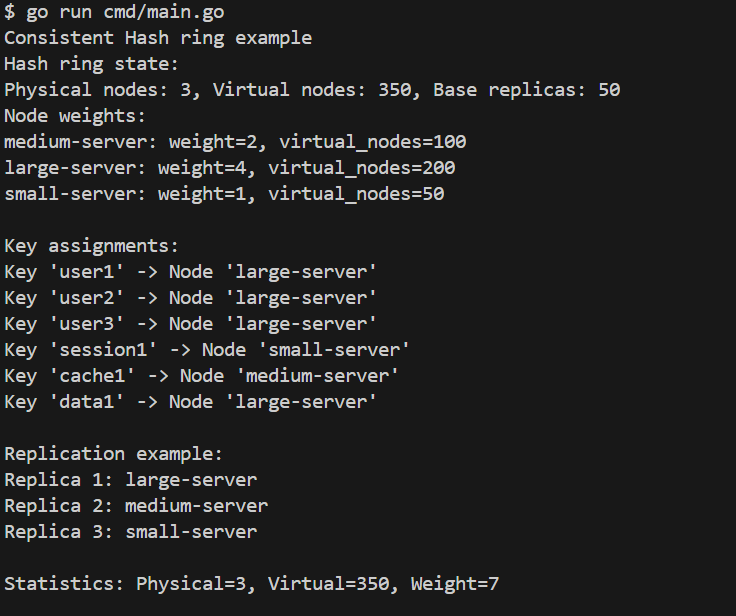 $ go run cmd/main.go
Consistent Hash ring example
Hash ring state:
Physical nodes: 3, Virtual nodes: 350, Base replicas: 50
Node weights:
medium-server: weight=2, virtual_nodes=100
large-server: weight=4, virtual_nodes=200
small-server: weight=1, virtual_nodes=50

Key assignments:
Key 'user1' -> Node 'large-server'
Key 'user2' -> Node 'large-server'
Key 'user3' -> Node 'large-server'
Key 'session1' -> Node 'small-server'
Key 'cache1' -> Node 'medium-server'
Key 'data1' -> Node 'large-server'

Replication example:
Replica 1: large-server
Replica 2: medium-server
Replica 3: small-server

Statistics: Physical=3, Virtual=350, Weight=7